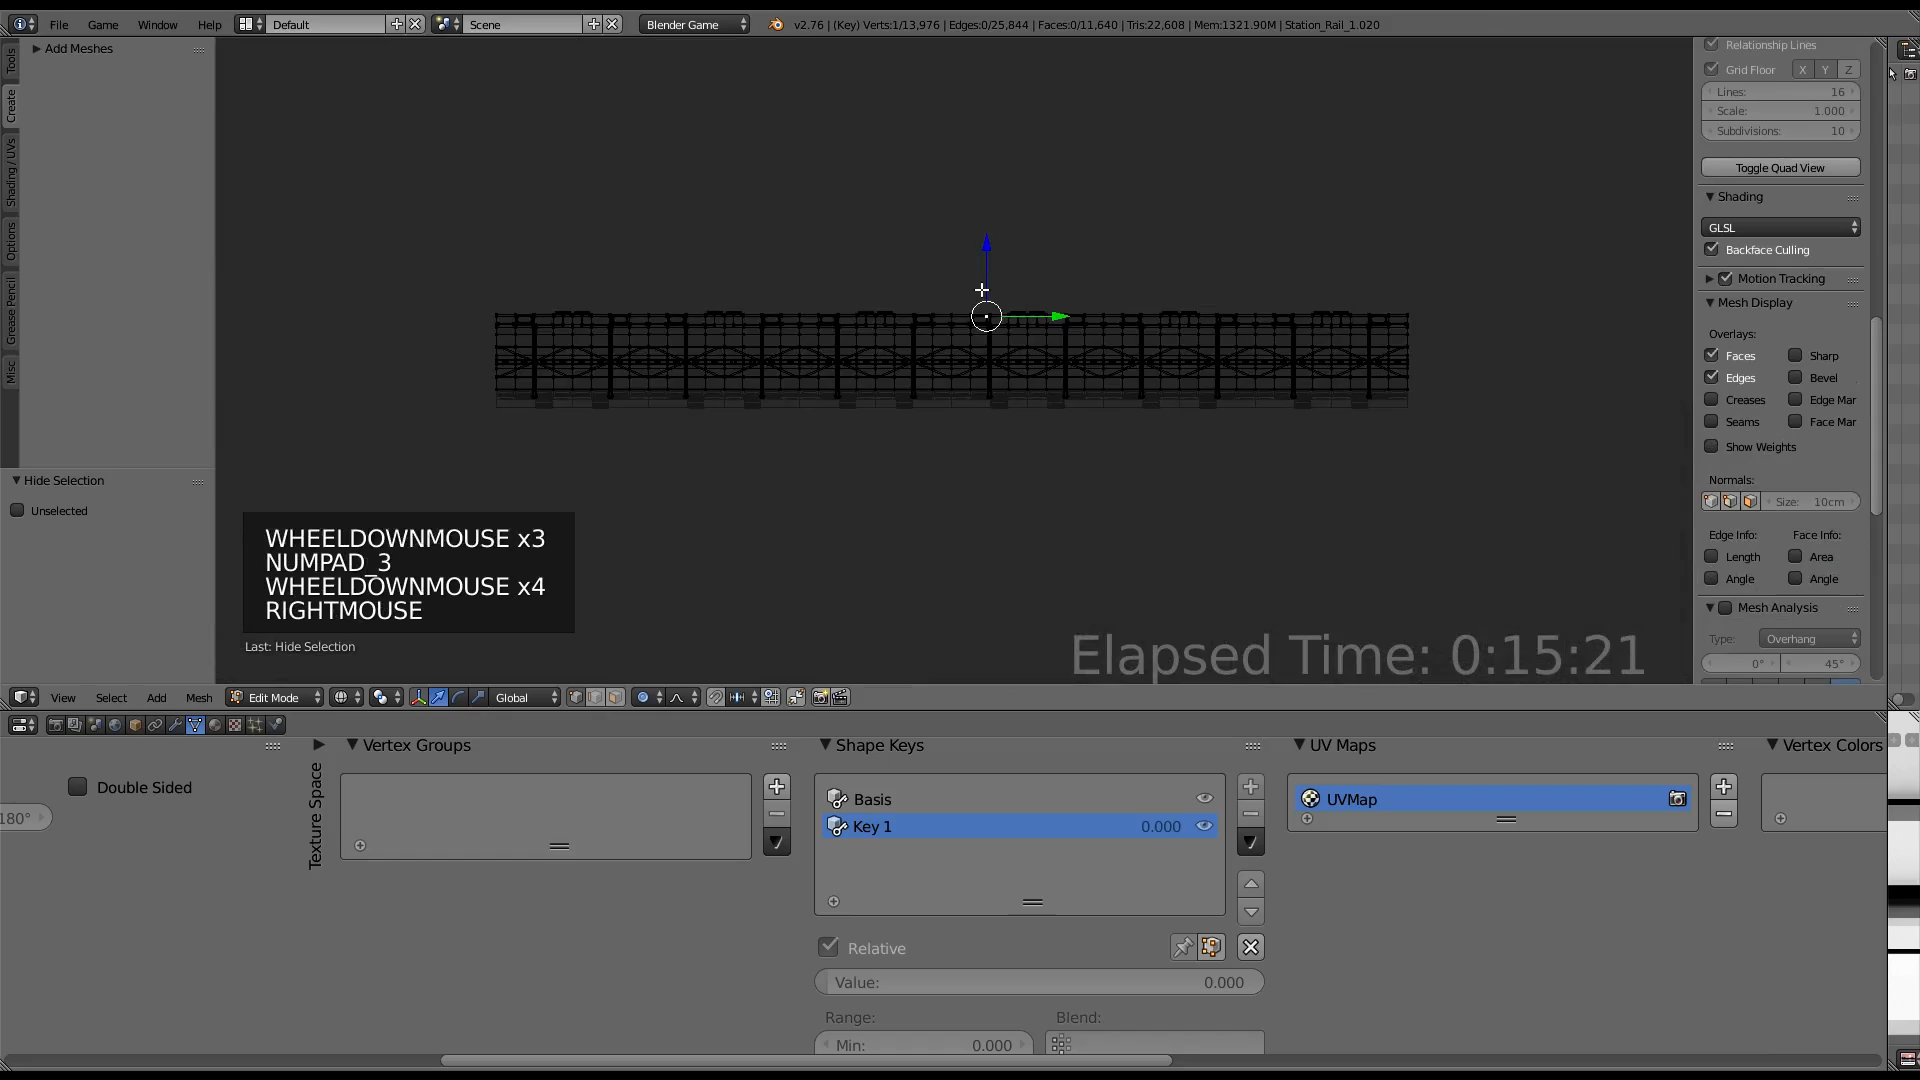 File Game Window Help Default Scene Blender Game v2.76 | (Key) Verts:1/13,976 | Edges:0/25,844 | Faces:0/11,640 | Tris:22,608 | Mem:1321.90M | Station_Rail_1.020
Add Meshes
Tools
Create
Shading / UVs
Options
Grease Pencil
Misc
Hide Selection
Unselected
WHEELDOWNMOUSE x3
NUMPAD_3
WHEELDOWNMOUSE x4
RIGHTMOUSE
Last: Hide Selection
Elapsed Time: 0:15:21
Relationship Lines
Grid Floor X Y Z
Lines: 16
Scale: 1.000
Subdivisions: 10
Toggle Quad View
Shading
GLSL
Backface Culling
Motion Tracking
Mesh Display
Overlays:
Faces Sharp
Edges Bevel
Creases Edge Mar
Seams Face Mar
Show Weights
Normals:
Size: 10cm
Edge Info: Face Info:
Length Area
Angle Angle
Mesh Analysis
Type: Overhang
0° 45°
View Select Add Mesh Edit Mode Global
Double Sided
180°
Texture Space
Vertex Groups
Shape Keys
Basis
Key 1 0.000
Relative
Value: 0.000
Range: Blend:
Min: 0.000
UV Maps
UVMap
Vertex Colors